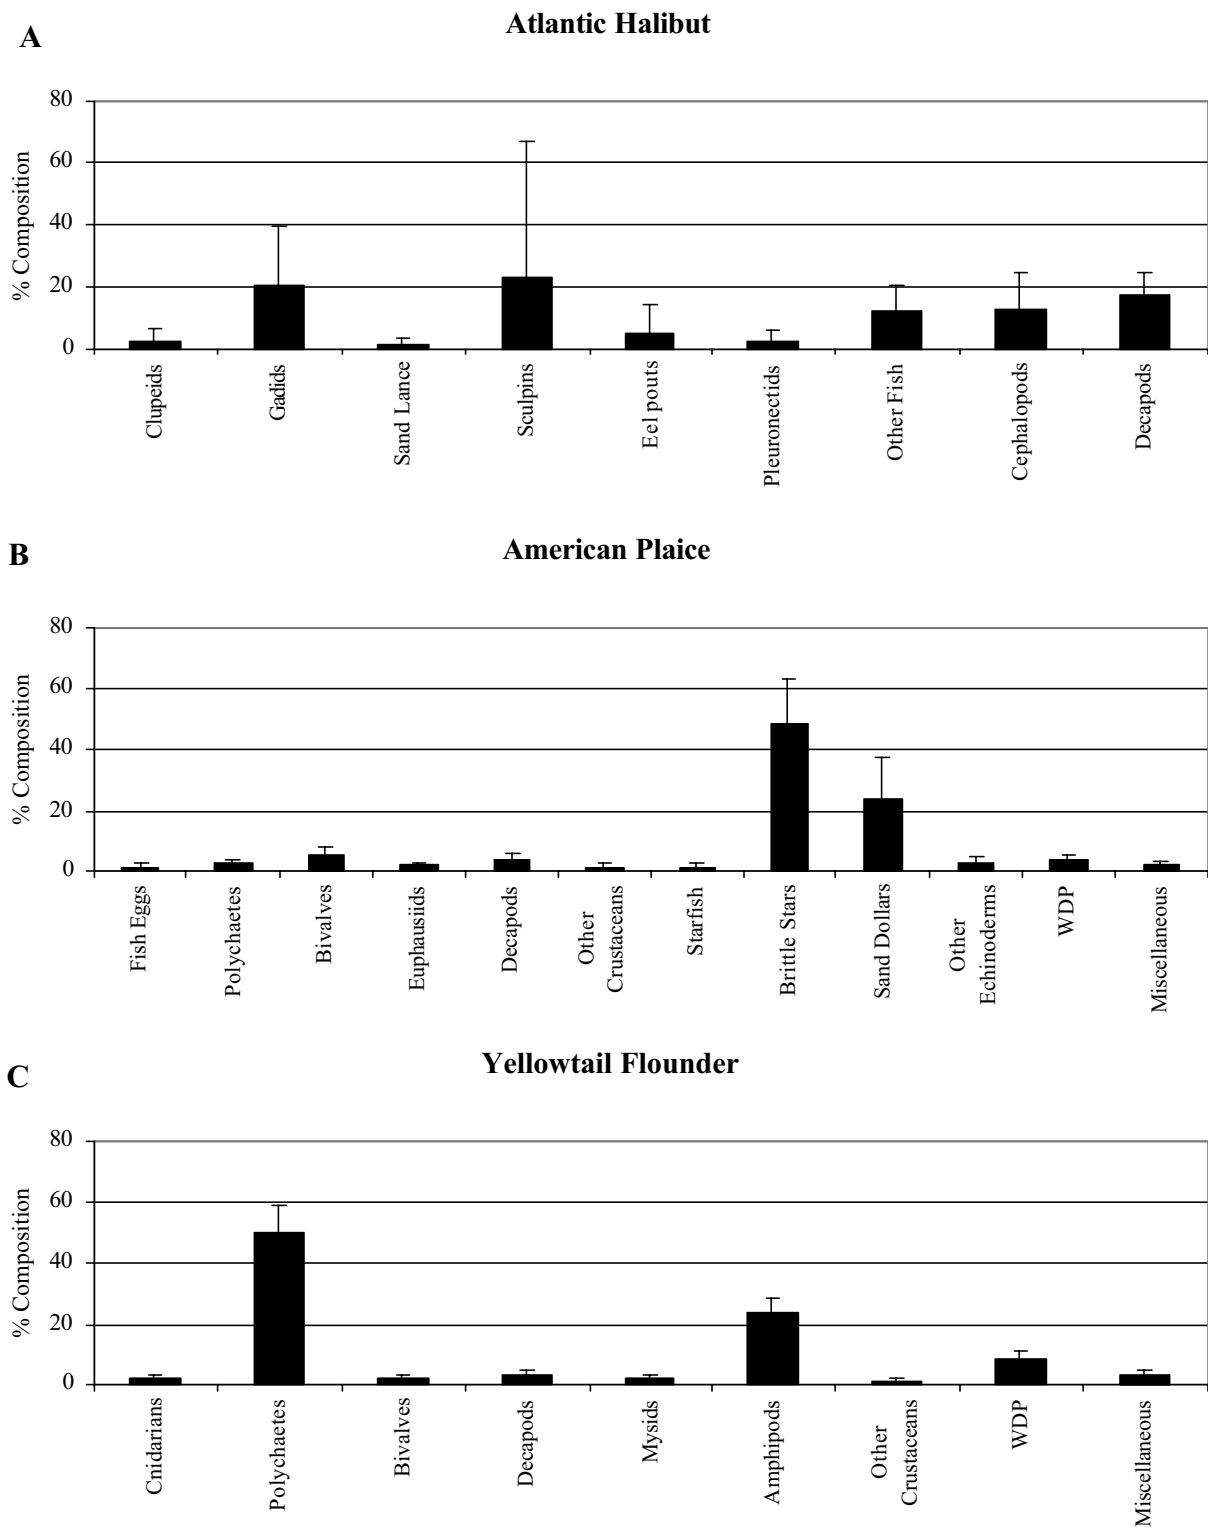 A
Atlantic Halibut
% Composition
80
60
40
20
0
Clupeids
Gadids
Sand Lance
Sculpins
Eel pouts
Pleuronectids
Other Fish
Cephalopods
Decapods
B
American Plaice
% Composition
80
60
40
20
0
Fish Eggs
Polychaetes
Bivalves
Euphausiids
Decapods
Other
Crustaceans
Starfish
Brittle Stars
Sand Dollars
Other
Echinoderms
WDP
Miscellaneous
C
Yellowtail Flounder
% Composition
80
60
40
20
0
Cnidarians
Polychaetes
Bivalves
Decapods
Mysids
Amphipods
Other
Crustaceans
WDP
Miscellaneous